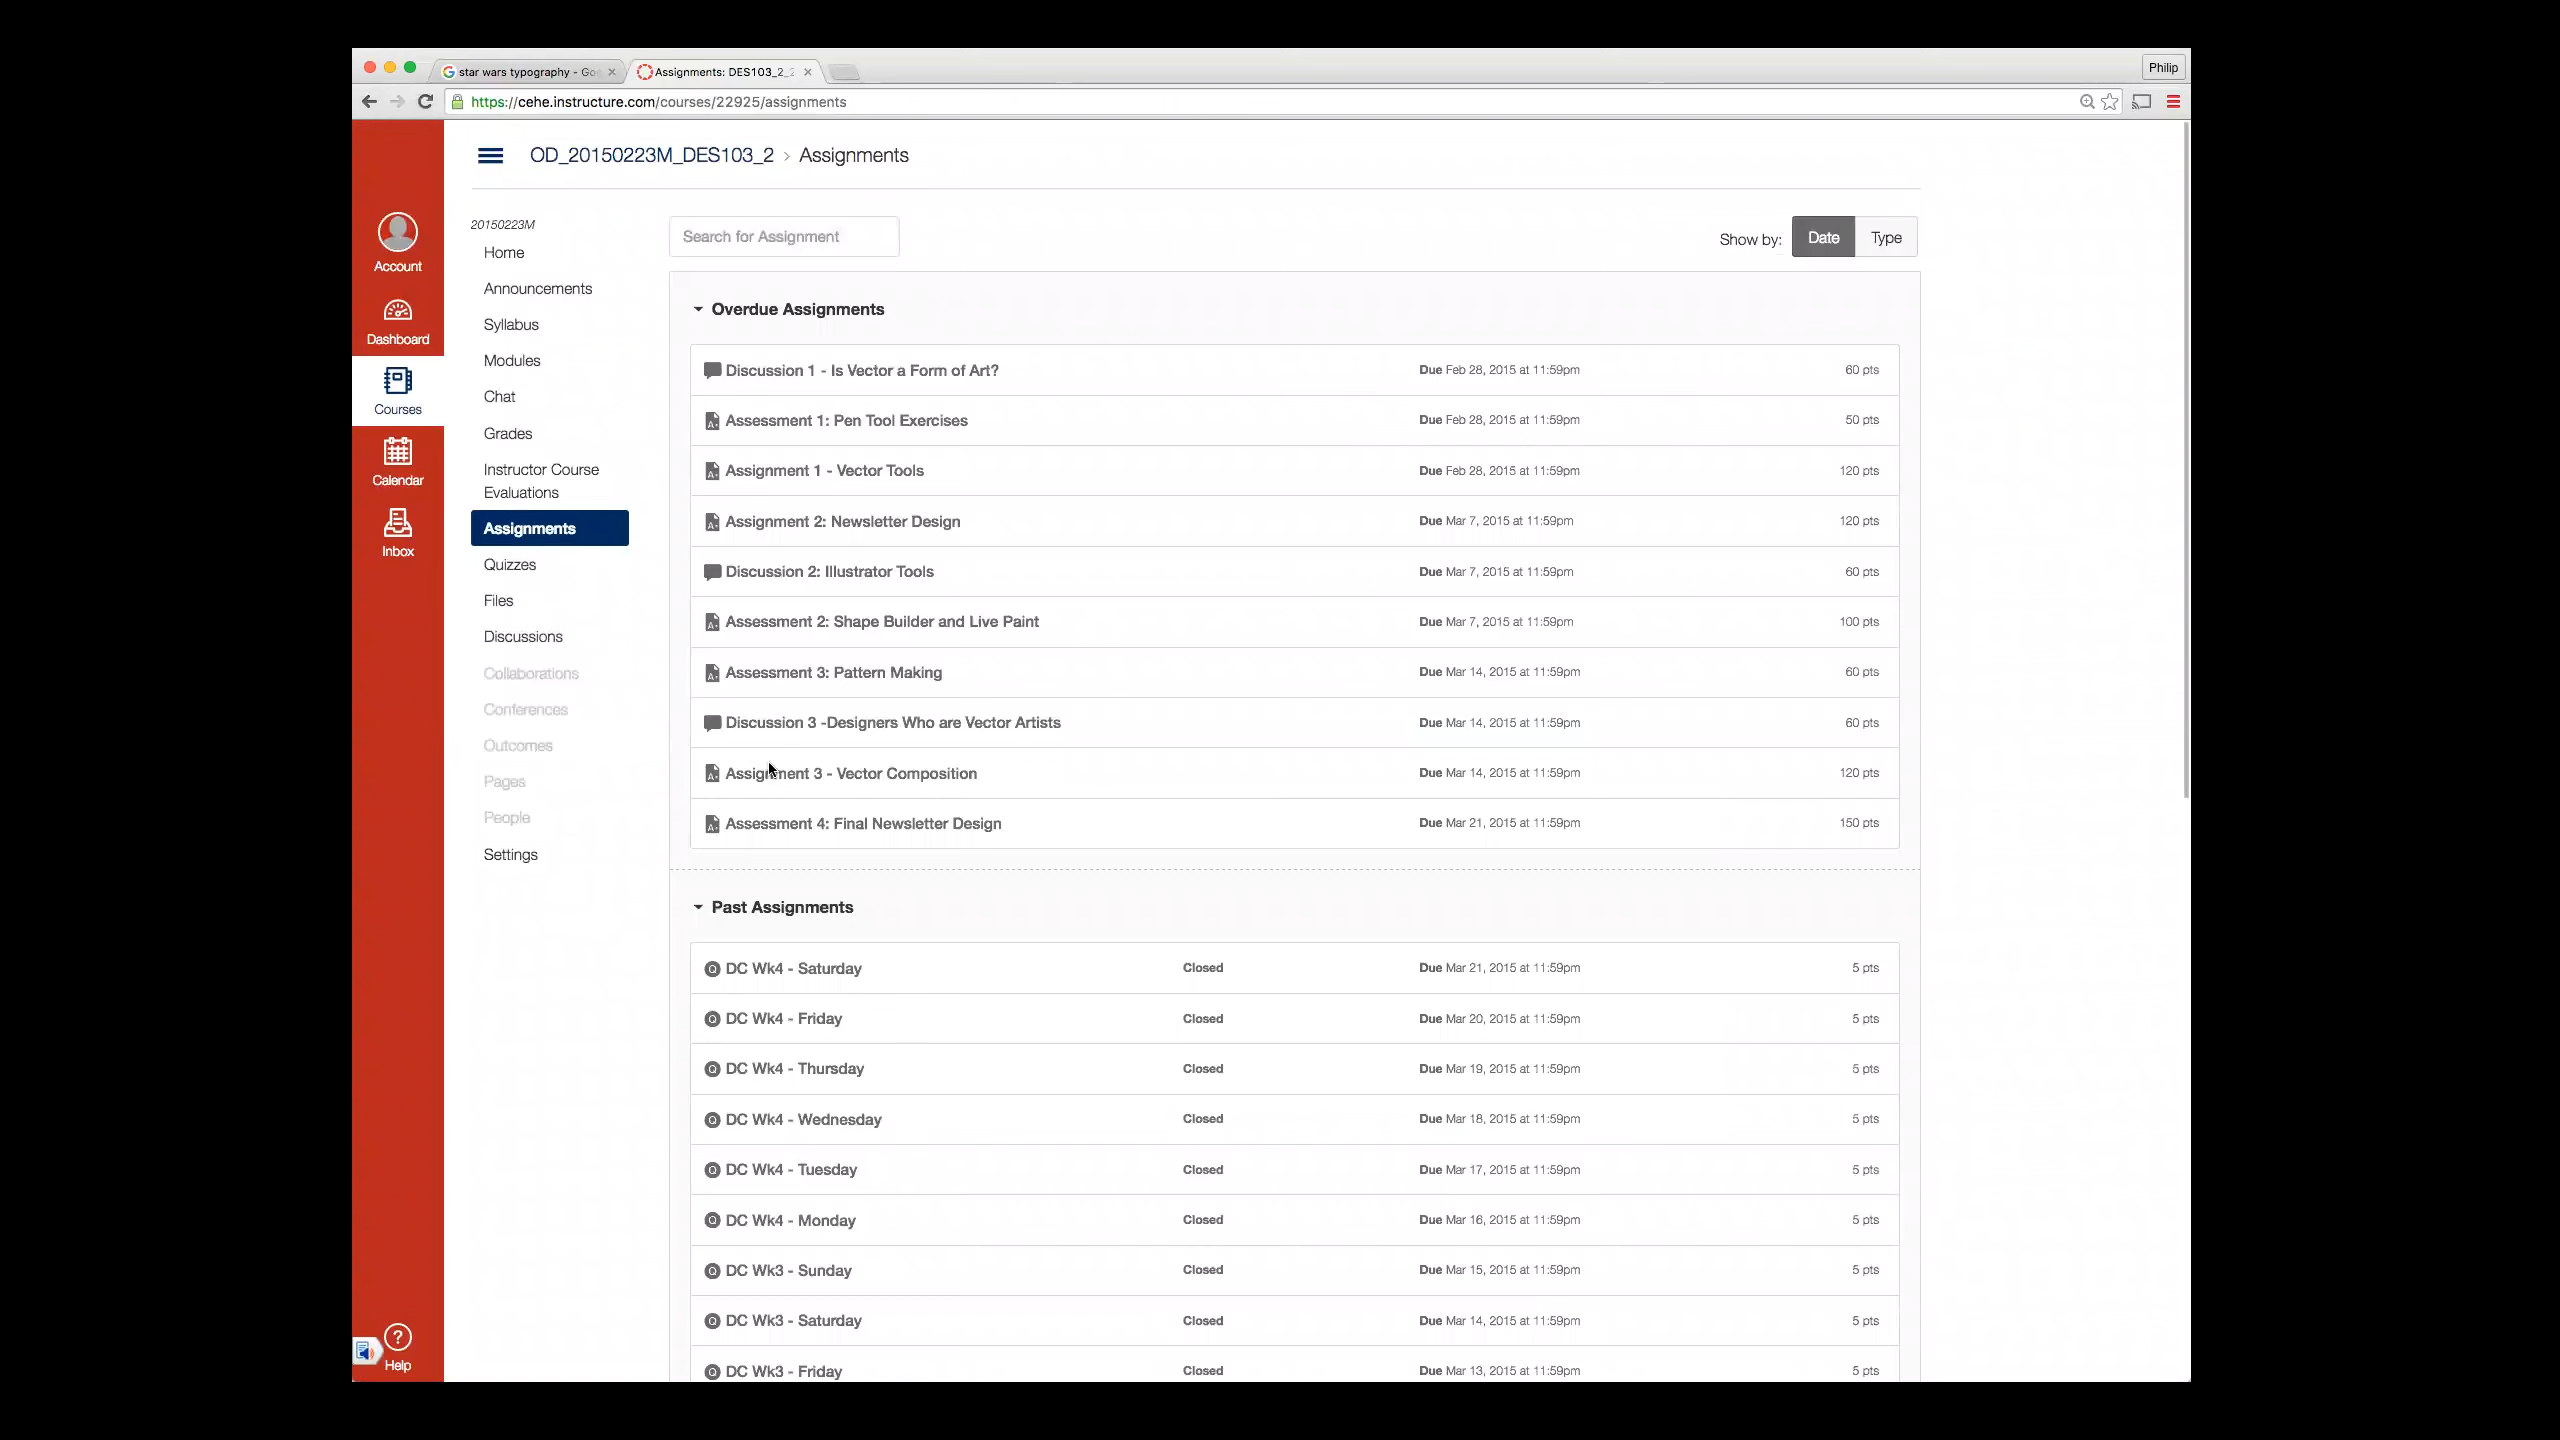 star wars typography - Go
Assignments: DES103_2_2
Philip
https://cehe.instructure.com/courses/22925/assignments
OD_20150223M_DES103_2 > Assignments
Account
Dashboard
Courses
Calendar
Inbox
Help
20150223M
Home
Announcements
Syllabus
Modules
Chat
Grades
Instructor Course
Evaluations
Assignments
Quizzes
Files
Discussions
Collaborations
Conferences
Outcomes
Pages
People
Settings
Search for Assignment
Show by: Date Type
Overdue Assignments
Discussion 1 - Is Vector a Form of Art? Due Feb 28, 2015 at 11:59pm 60 pts
Assessment 1: Pen Tool Exercises Due Feb 28, 2015 at 11:59pm 50 pts
Assignment 1 - Vector Tools Due Feb 28, 2015 at 11:59pm 120 pts
Assignment 2: Newsletter Design Due Mar 7, 2015 at 11:59pm 120 pts
Discussion 2: Illustrator Tools Due Mar 7, 2015 at 11:59pm 60 pts
Assessment 2: Shape Builder and Live Paint Due Mar 7, 2015 at 11:59pm 100 pts
Assessment 3: Pattern Making Due Mar 14, 2015 at 11:59pm 60 pts
Discussion 3 -Designers Who are Vector Artists Due Mar 14, 2015 at 11:59pm 60 pts
Assignment 3 - Vector Composition Due Mar 14, 2015 at 11:59pm 120 pts
Assessment 4: Final Newsletter Design Due Mar 21, 2015 at 11:59pm 150 pts
Past Assignments
DC Wk4 - Saturday Closed Due Mar 21, 2015 at 11:59pm 5 pts
DC Wk4 - Friday Closed Due Mar 20, 2015 at 11:59pm 5 pts
DC Wk4 - Thursday Closed Due Mar 19, 2015 at 11:59pm 5 pts
DC Wk4 - Wednesday Closed Due Mar 18, 2015 at 11:59pm 5 pts
DC Wk4 - Tuesday Closed Due Mar 17, 2015 at 11:59pm 5 pts
DC Wk4 - Monday Closed Due Mar 16, 2015 at 11:59pm 5 pts
DC Wk3 - Sunday Closed Due Mar 15, 2015 at 11:59pm 5 pts
DC Wk3 - Saturday Closed Due Mar 14, 2015 at 11:59pm 5 pts
DC Wk3 - Friday Closed Due Mar 13, 2015 at 11:59pm 5 pts